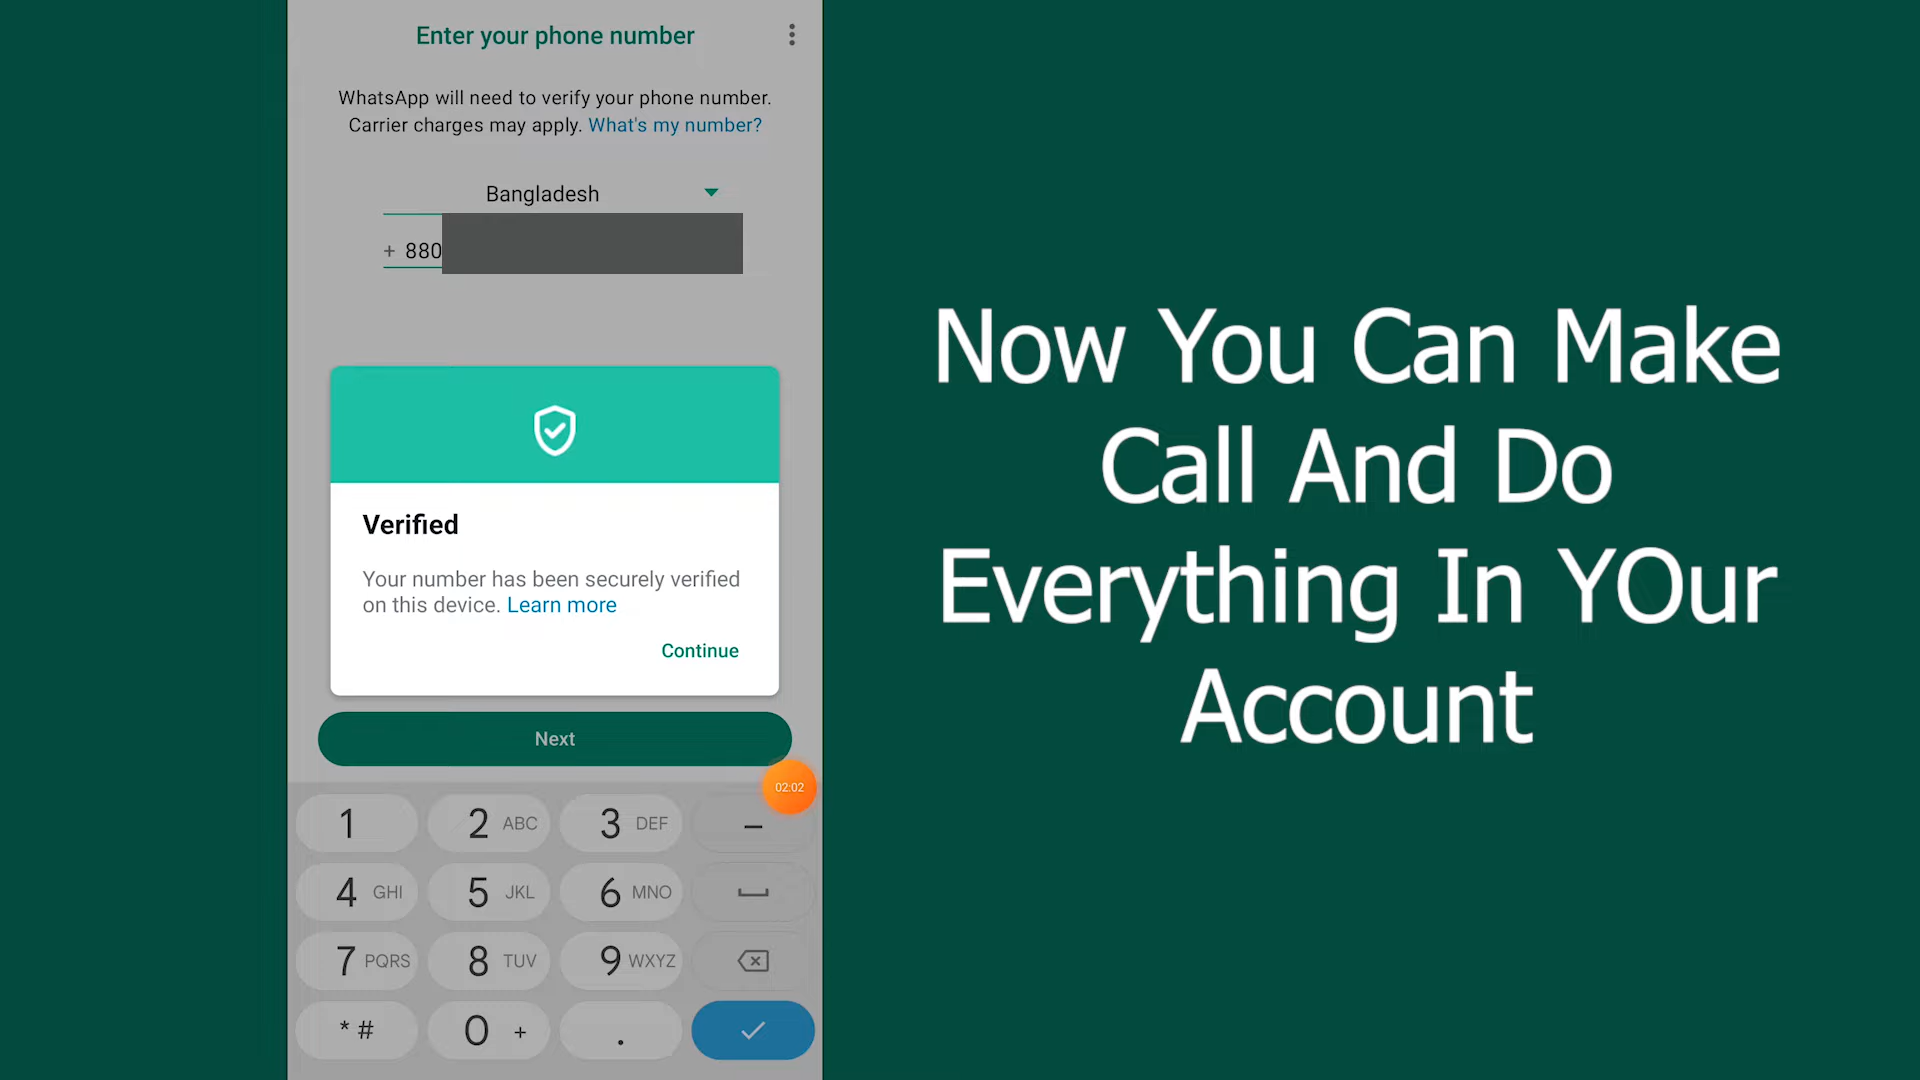 Enter your phone number
WhatsApp will need to verify your phone number.
Carrier charges may apply. What's my number?
Bangladesh
+ 880
Verified
Your number has been securely verified
on this device. Learn more
Continue
Next
02:02
1 2 ABC 3 DEF –
4 GHI 5 JKL 6 MNO
7 PQRS 8 TUV 9 WXYZ
* # 0 + .
Now You Can Make
Call And Do
Everything In YOur
Account